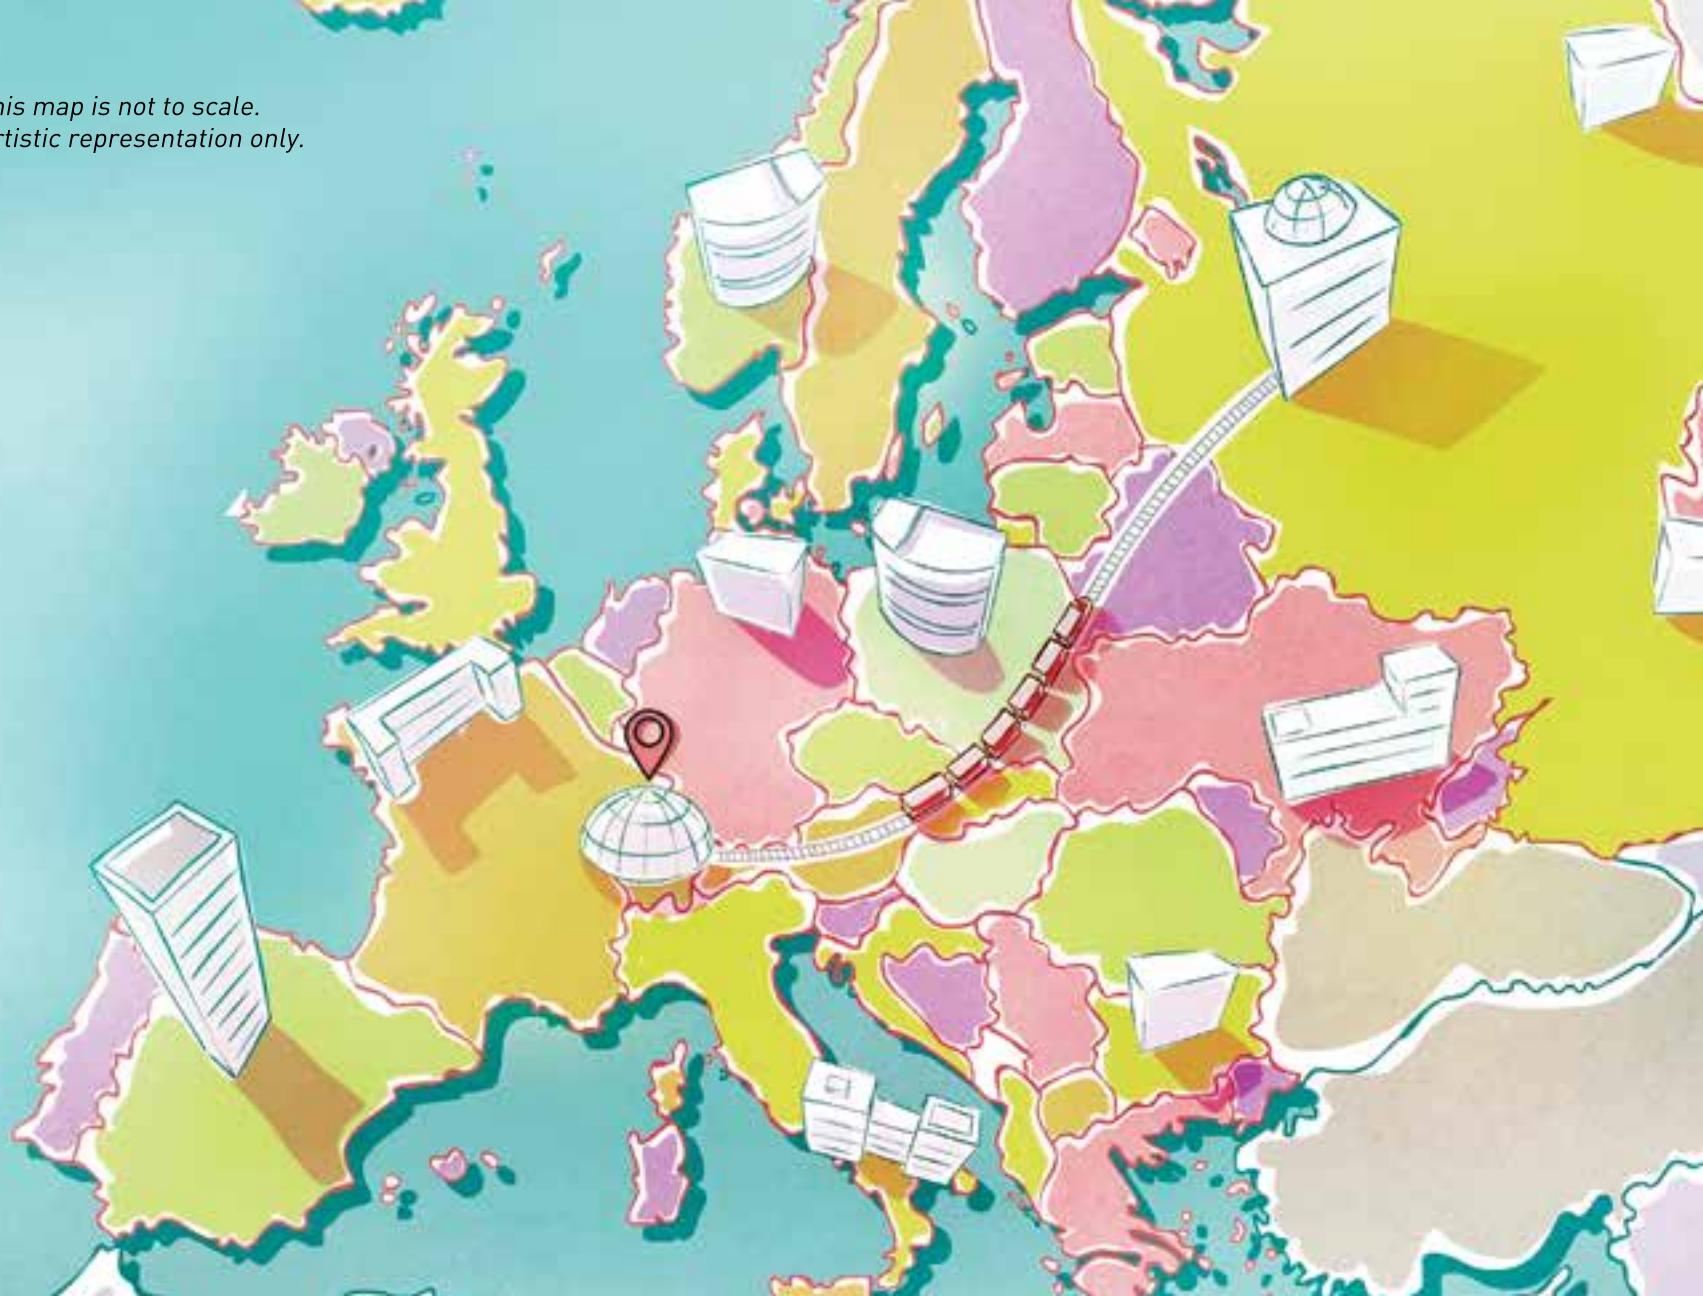 his map is not to scale.
rtistic representation only.